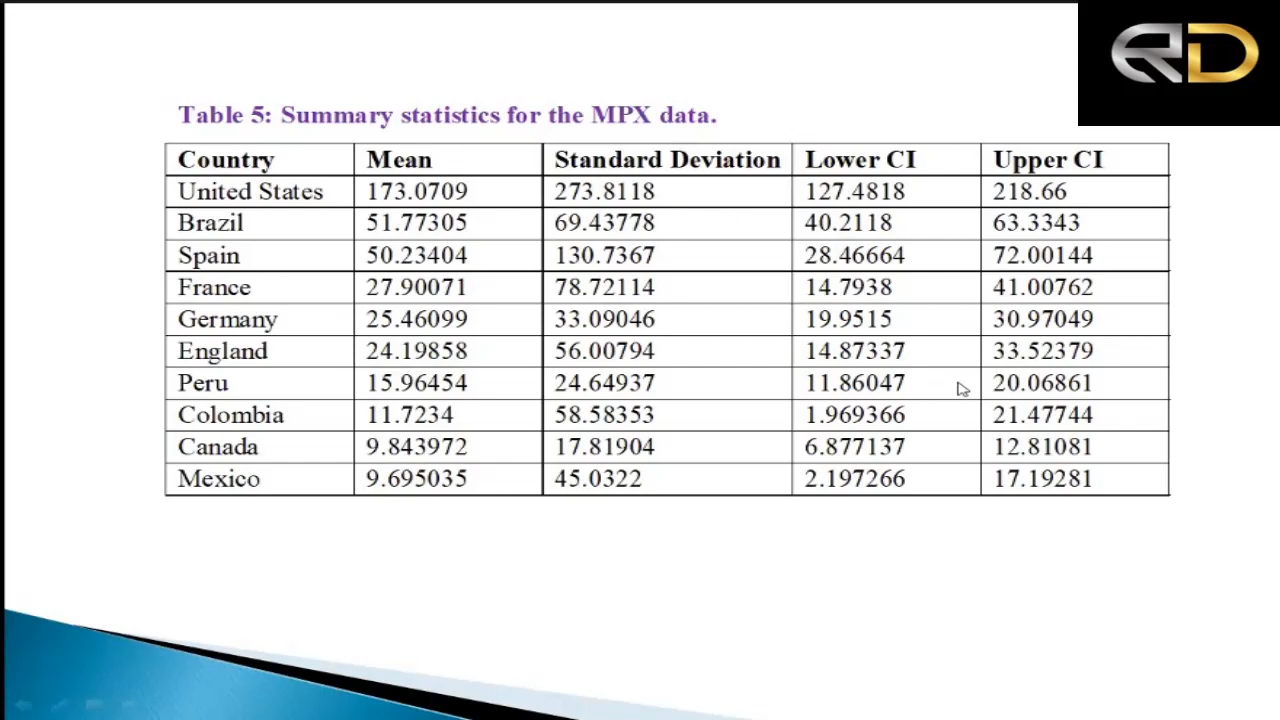 RD
Table 5: Summary statistics for the MPX data.
Country Mean Standard Deviation Lower CI Upper CI
United States 173.0709 273.8118 127.4818 218.66
Brazil 51.77305 69.43778 40.2118 63.3343
Spain 50.23404 130.7367 28.46664 72.00144
France 27.90071 78.72114 14.7938 41.00762
Germany 25.46099 33.09046 19.9515 30.97049
England 24.19858 56.00794 14.87337 33.52379
Peru 15.96454 24.64937 11.86047 20.06861
Colombia 11.7234 58.58353 1.969366 21.47744
Canada 9.843972 17.81904 6.877137 12.81081
Mexico 9.695035 45.0322 2.197266 17.19281